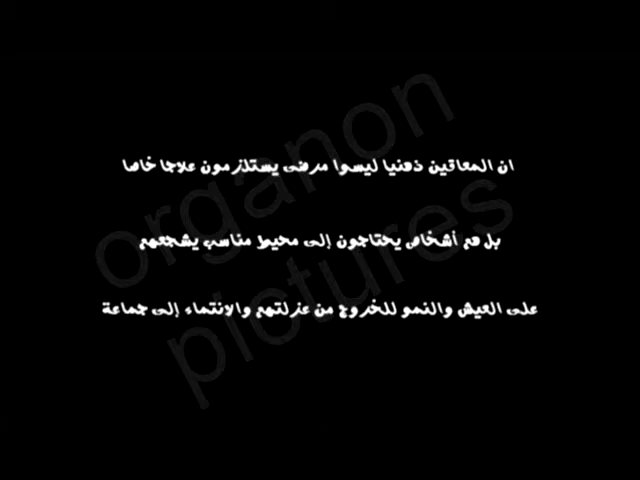 ان المعاقين ذهنيا ليسوا مرضى يستلزمون علاجا خاصا
بل هم أشخاص يحتاجون إلى محيط مناسب يشجعهم
على العيش والنمو للخروج من عزلتهم والانتماء إلى جماعة
organon
pictures